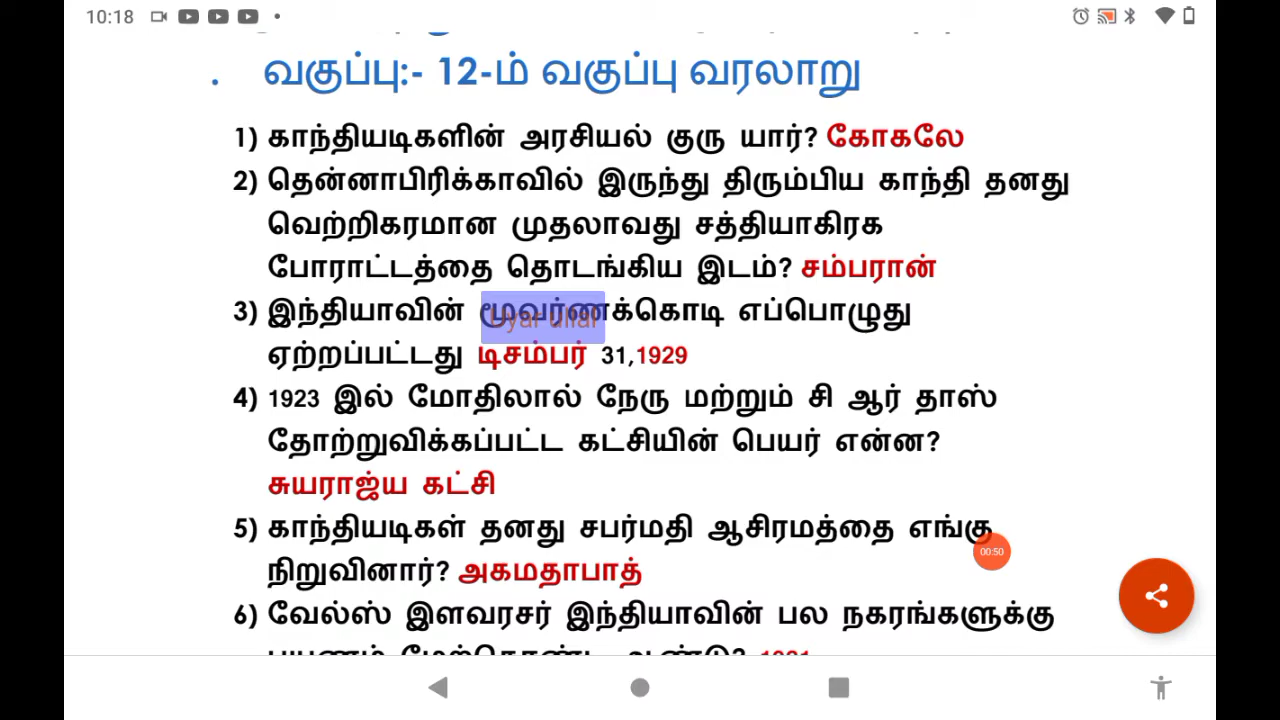 10:18
. வகுப்பு:- 12-ம் வகுப்பு வரலாறு
1) காந்தியடிகளின் அரசியல் குரு யார்? கோகலே
2) தென்னாபிரிக்காவில் இருந்து திரும்பிய காந்தி தனது
வெற்றிகரமான முதலாவது சத்தியாகிரக
போராட்டத்தை தொடங்கிய இடம்? சம்பரான்
3) இந்தியாவின் மூவர்ணக்கொடி எப்பொழுது
ஏற்றப்பட்டது டிசம்பர் 31,1929
4) 1923 இல் மோதிலால் நேரு மற்றும் சி ஆர் தாஸ்
தோற்றுவிக்கப்பட்ட கட்சியின் பெயர் என்ன?
சுயராஜ்ய கட்சி
5) காந்தியடிகள் தனது சபர்மதி ஆசிரமத்தை எங்கு
00:50
நிறுவினார்? அகமதாபாத்
6) வேல்ஸ் இளவரசர் இந்தியாவின் பல நகரங்களுக்கு